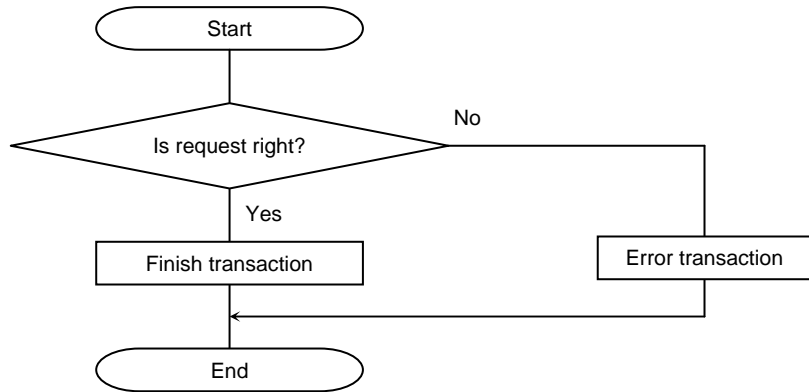 Start
Is request right?
No
Yes
Finish transaction
Error transaction
End